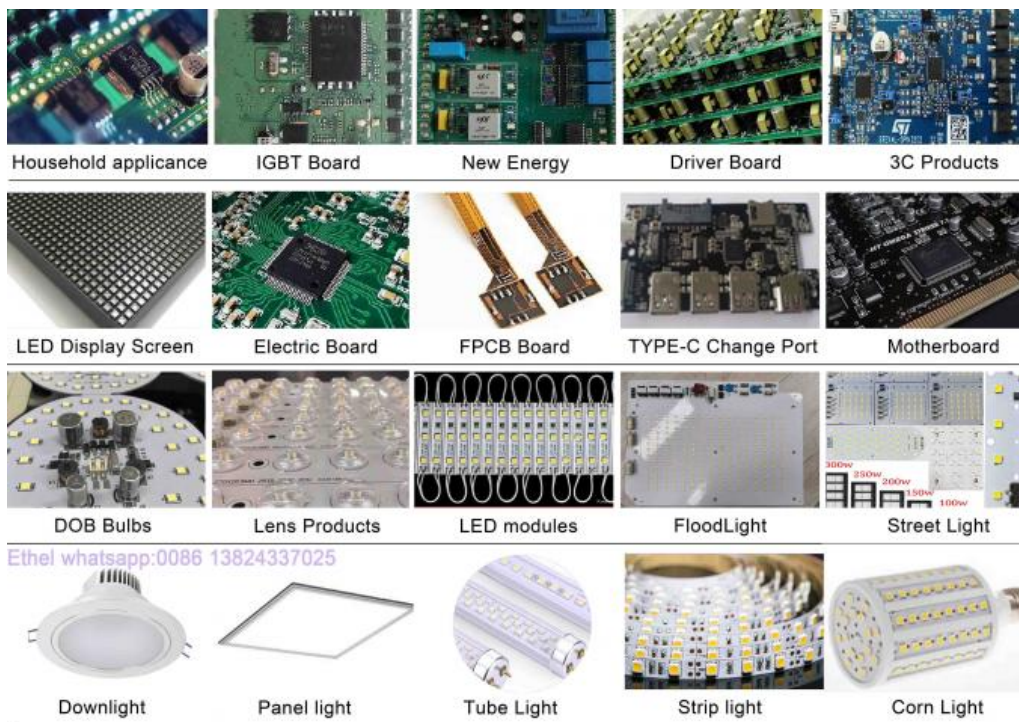 Household applicance
IGBT Board
New Energy
Driver Board
3C Products
LED Display Screen
Electric Board
FPCB Board
TYPE-C Change Port
Motherboard
DOB Bulbs
Lens Products
LED modules
FloodLight
300w
250w
200w
150w
100w
Street Light
Ethel whatsapp:0086 13824337025
Downlight
Panel light
Tube Light
Strip light
Corn Light